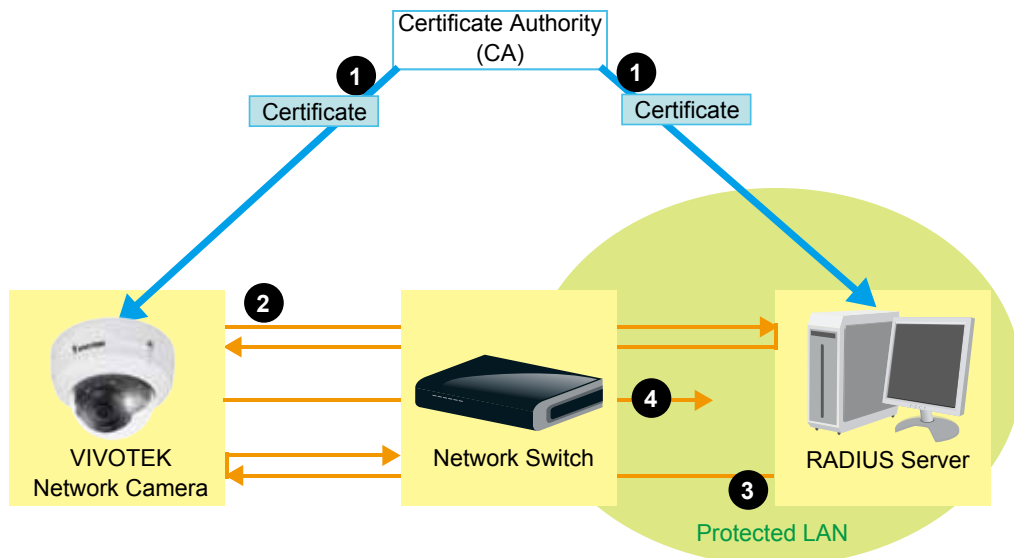 Certificate Authority
(CA)
1
1
Certificate
Certificate
2
4
VIVOTEK
Network Camera
Network Switch
RADIUS Server
3
Protected LAN